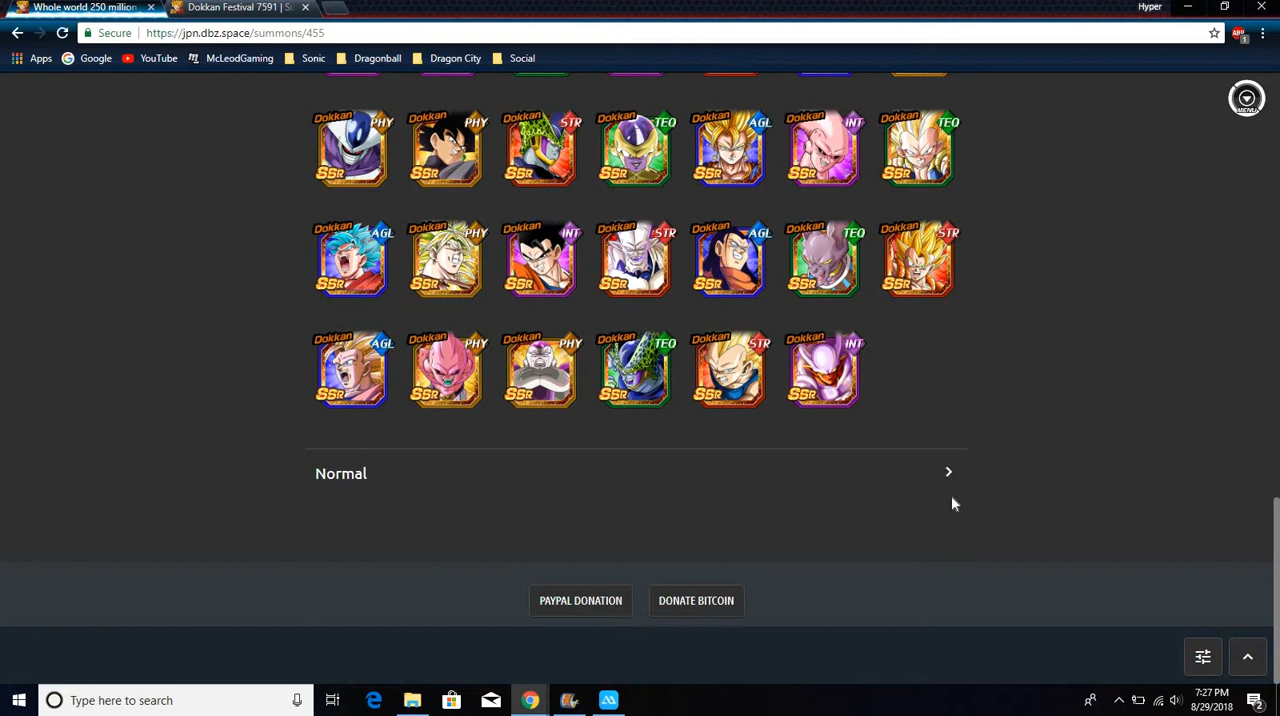 Whole world 250 million
Dokkan Festival 7591 | Su
Hyper
Secure
https://jpn.dbz.space/summons/455
ABP
1
Apps
Google
YouTube
McLeodGaming
Sonic
Dragonball
Dragon City
Social
MENU
Dokkan PHY Dokkan PHY Dokkan STR Dokkan TEQ Dokkan AGL Dokkan INT Dokkan TEQ
SSR SSR SSR SSR SSR SSR SSR
Dokkan AGL Dokkan PHY Dokkan INT Dokkan STR Dokkan AGL Dokkan TEQ Dokkan STR
SSR SSR SSR SSR SSR SSR SSR
Dokkan AGL Dokkan PHY Dokkan PHY Dokkan TEQ Dokkan STR Dokkan INT
SSR SSR SSR SSR SSR SSR
Normal
PAYPAL DONATION
DONATE BITCOIN
Type here to search
7:27 PM
8/29/2018
2